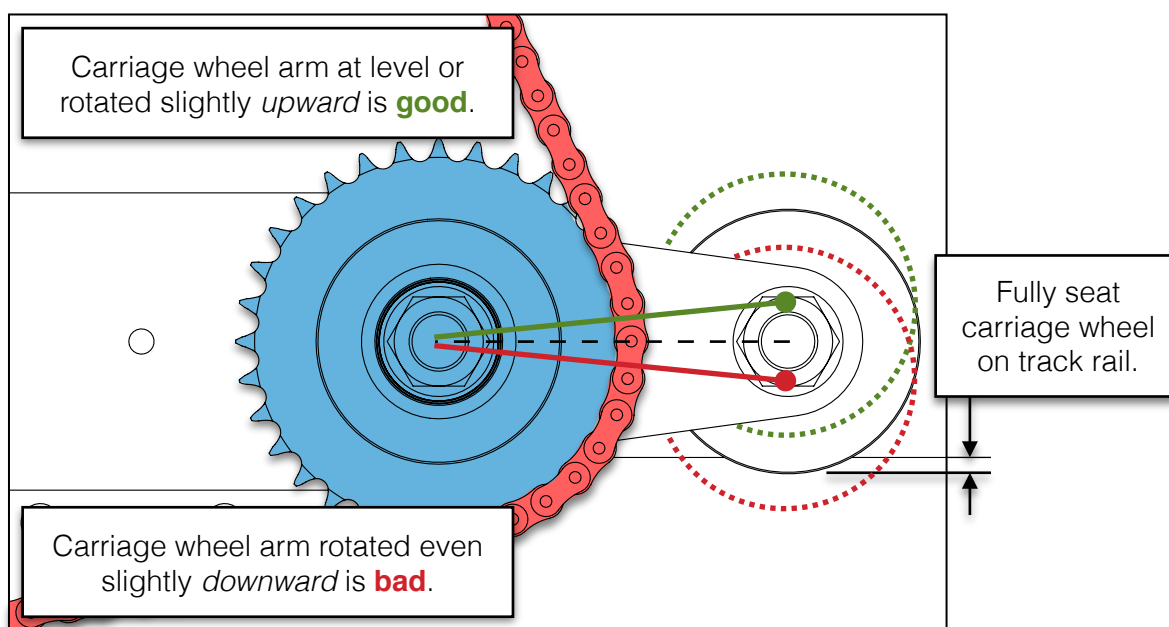 Carriage wheel arm at level or
rotated slightly upward is good.
Fully seat
carriage wheel
on track rail.
Carriage wheel arm rotated even
slightly downward is bad.